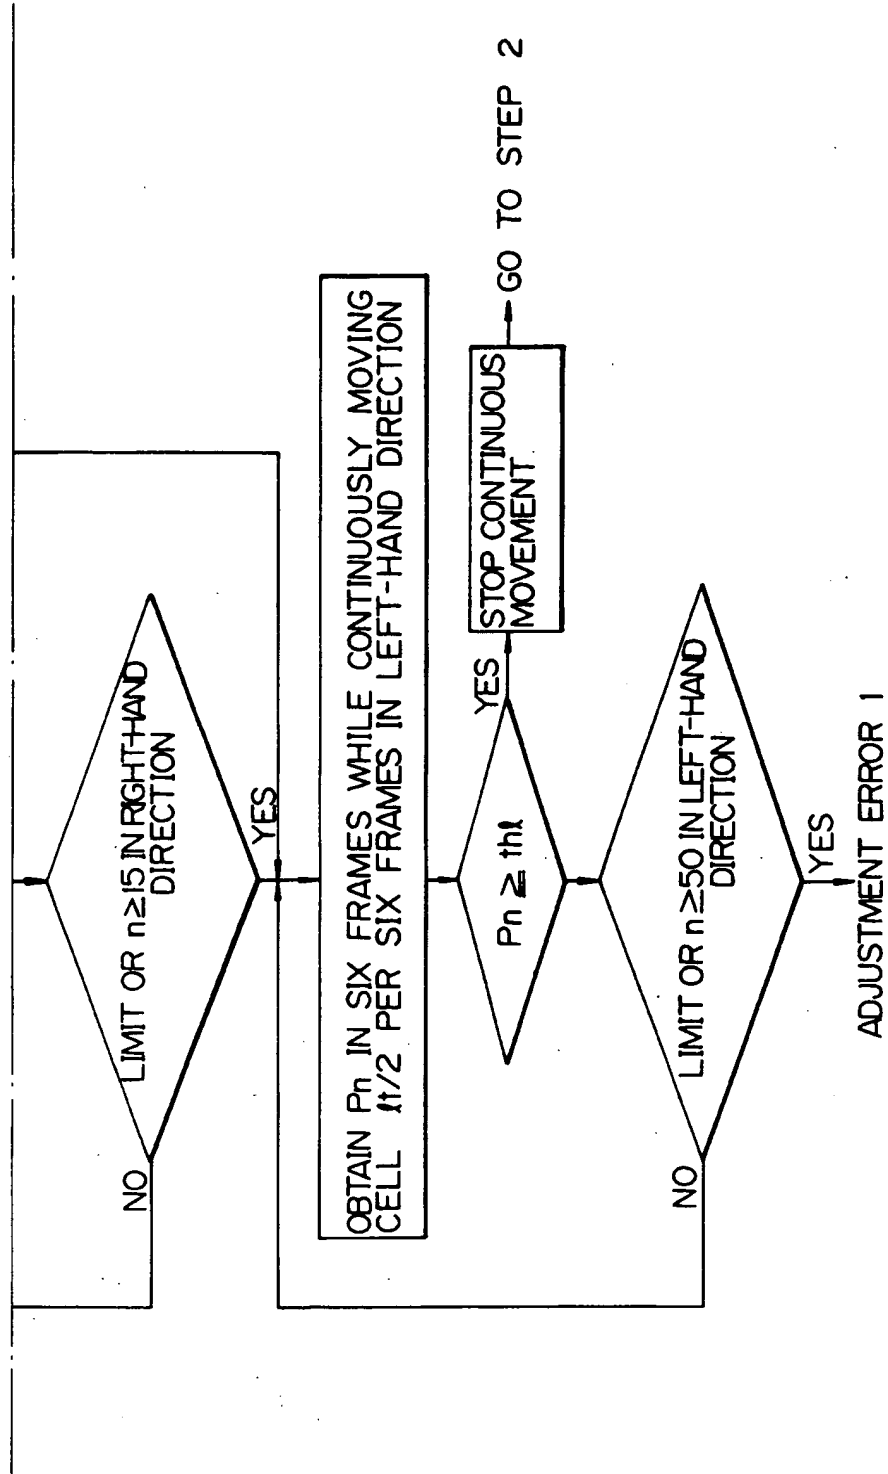 LIMIT OR n≥15 IN RIGHT-HAND
DIRECTION
NO
YES
OBTAIN Pn IN SIX FRAMES WHILE CONTINUOUSLY MOVING
CELL ℓt/2 PER SIX FRAMES IN LEFT-HAND DIRECTION
Pn ≧ thℓ
YES
STOP CONTINUOUS
MOVEMENT
GO TO STEP 2
LIMIT OR n≥50 IN LEFT-HAND
DIRECTION
NO
YES
ADJUSTMENT ERROR 1